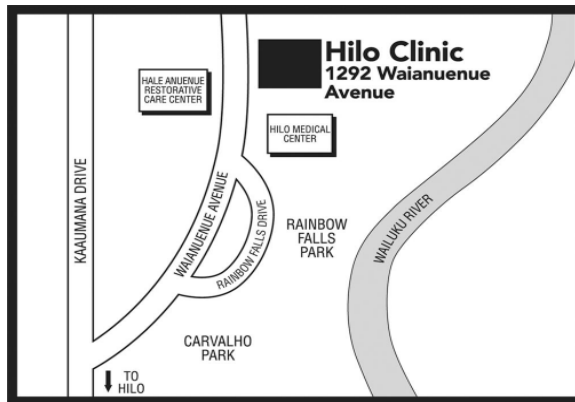 Hilo Clinic
1292 Waianuenue
Avenue
HALE ANUENUE
RESTORATIVE
CARE CENTER
HILO MEDICAL
CENTER
KAAUMANA DRIVE
WAIANUENUE AVENUE
RAINBOW FALLS DRIVE
RAINBOW
FALLS
PARK
WAILUKU RIVER
CARVALHO
PARK
TO
HILO